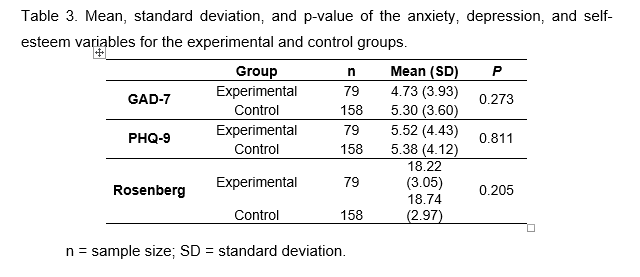 Table 3. Mean, standard deviation, and p-value of the anxiety, depression, and self-
esteem variables for the experimental and control groups.
Group n Mean (SD) P
GAD-7 Experimental 79 4.73 (3.93) 0.273
Control 158 5.30 (3.60)
PHQ-9 Experimental 79 5.52 (4.43) 0.811
Control 158 5.38 (4.12)
Rosenberg Experimental 79 18.22 (3.05) 0.205
Control 158 18.74 (2.97)
n = sample size; SD = standard deviation.